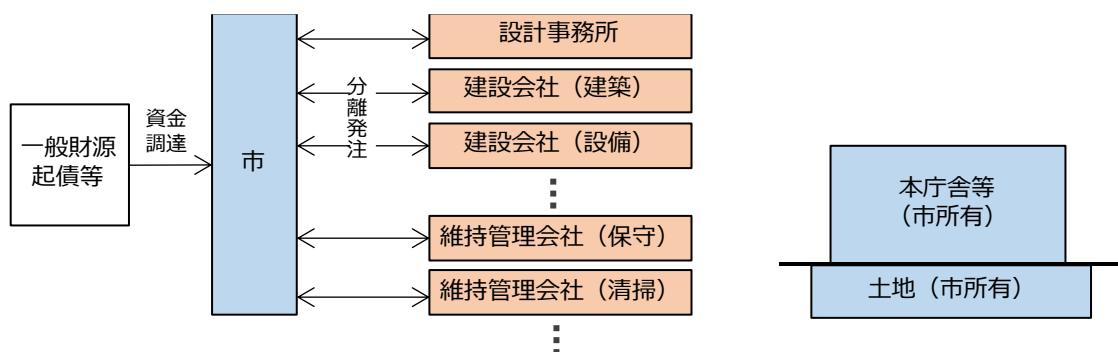 一般財源
起債等
資金
調達
市
分離発注
設計事務所
建設会社（建築）
建設会社（設備）
維持管理会社（保守）
維持管理会社（清掃）
本庁舎等
（市所有）
土地（市所有）